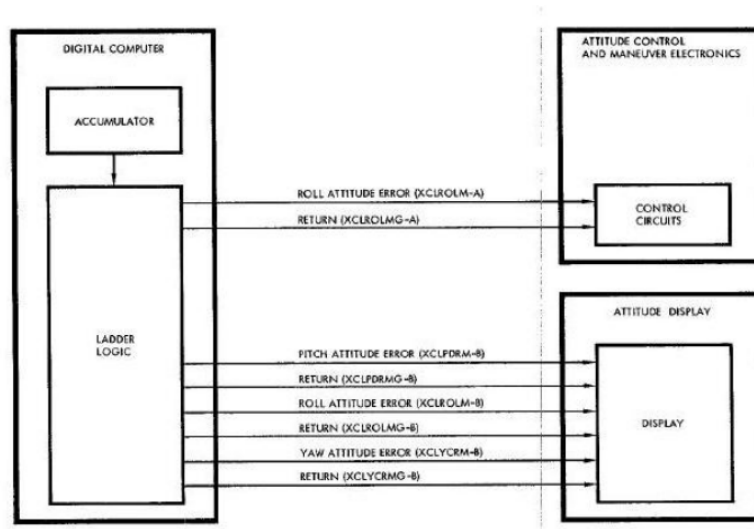 DIGITAL COMPUTER
ATTITUDE CONTROL
AND MANEUVER ELECTRONICS
ACCUMULATOR
ROLL ATTITUDE ERROR (XCLROLM-A)
RETURN (XCLROLMG-A)
CONTROL
CIRCUITS
LADDER
LOGIC
ATTITUDE DISPLAY
PITCH ATTITUDE ERROR (XCLPDRM-B)
RETURN (XCLPDRMG-B)
ROLL ATTITUDE ERROR (XCLROLM-B)
RETURN (XCLROLMG-B)
YAW ATTITUDE ERROR (XCLYCRM-B)
RETURN (XCLYCRMG-B)
DISPLAY